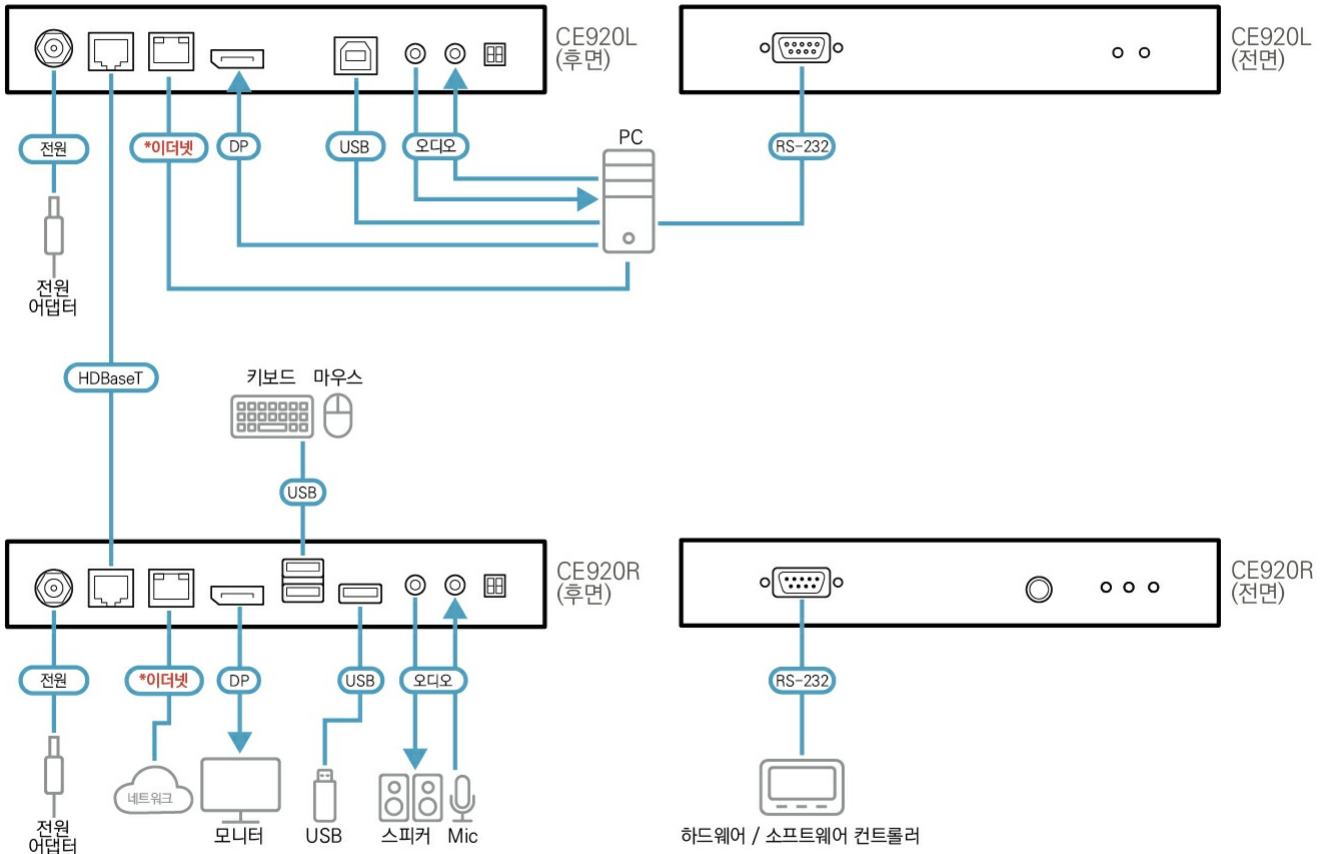 CE920L
(후면)
CE920L
(전면)
전원
*이더넷
DP
USB
오디오
PC
RS-232
전원
어댑터
HDBaseT
키보드 마우스
USB
CE920R
(후면)
CE920R
(전면)
전원
*이더넷
DP
USB
오디오
RS-232
네트워크
전원
어댑터
모니터
USB
스피커
Mic
하드웨어 / 소프트웨어 컨트롤러